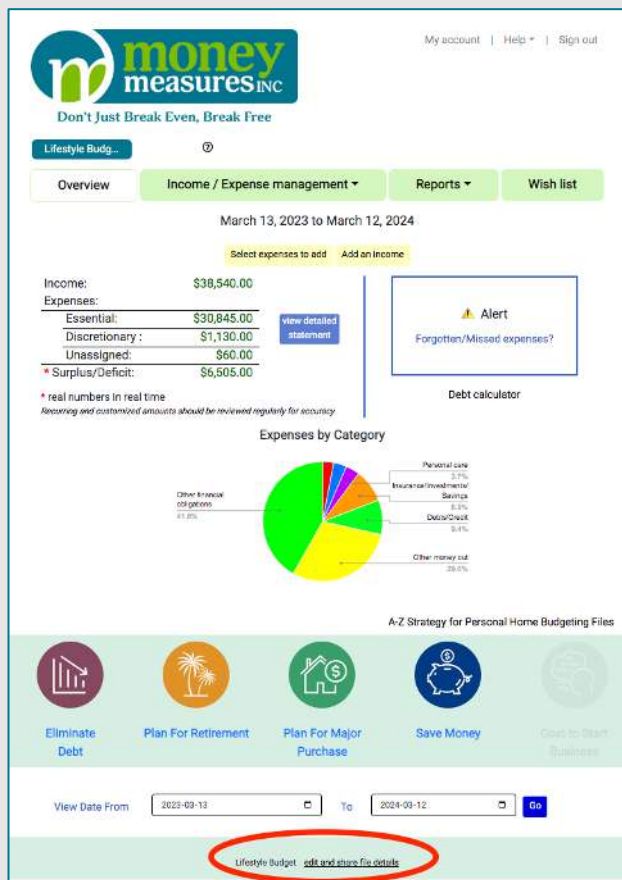 My account | Help | Sign out
money
measures INC
Don't Just Break Even, Break Free
Lifestyle Budg...
Overview Income / Expense management Reports Wish list
March 13, 2023 to March 12, 2024
Select expenses to add Add an income
Income: $38,540.00
Expenses:
Essential: $30,845.00
Discretionary : $1,130.00
Unassigned: $60.00
* Surplus/Deficit: $6,505.00
view detailed
statement
* real numbers in real time
Recurring and customized amounts should be reviewed regularly for accuracy
Alert
Forgotten/Missed expenses?
Debt calculator
Expenses by Category
Other financial
obligations
Personal care
3.7%
Insurance/Investments/
Savings
Debts/Credit
Other money out
A-Z Strategy for Personal Home Budgeting Files
Eliminate
Debt
Plan For Retirement
Plan For Major
Purchase
Save Money
Cost to Start
Business
View Date From 2023-03-13 To 2024-03-12 Go
Lifestyle Budget edit and share file details